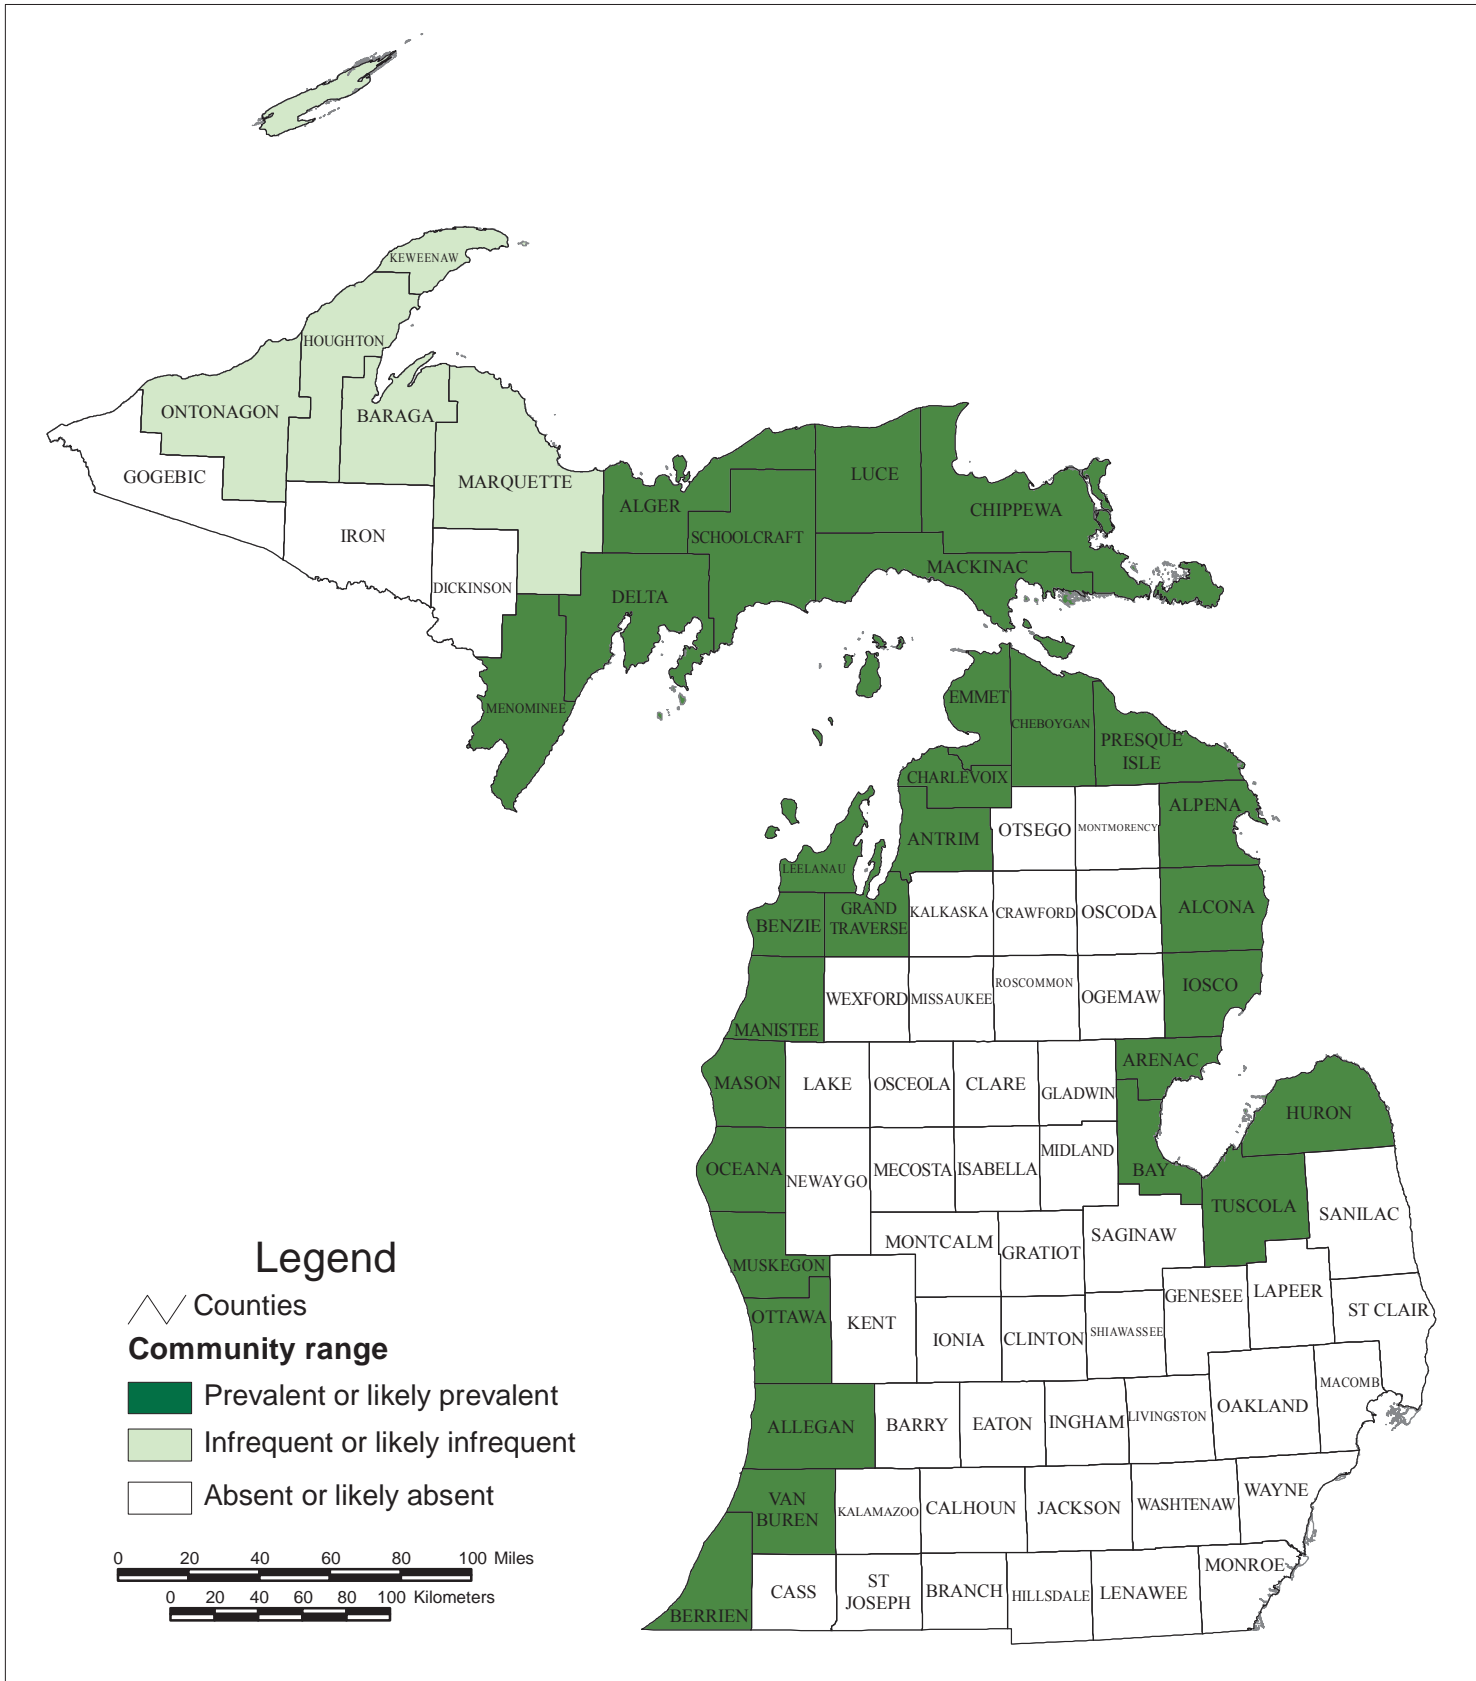 KEWEENAW
HOUGHTON
ONTONAGON
BARAGA
GOGEBIC
MARQUETTE
IRON
DICKINSON
ALGER
LUCE
CHIPPEWA
SCHOOLCRAFT
MACKINAC
DELTA
MENOMINEE
EMMET
CHEBOYGAN
PRESQUE
ISLE
CHARLEVOIX
ALPENA
OTSEGO
MONTMORENCY
ANTRIM
LEELANAU
GRAND
TRAVERSE
BENZIE
KALKASKA
CRAWFORD
OSCODA
ALCONA
WEXFORD
MISSAUKEE
ROSCOMMON
OGEMAW
IOSCO
MANISTEE
ARENAC
MASON
LAKE
OSCEOLA
CLARE
GLADWIN
HURON
OCEANA
NEWAYGO
MECOSTA
ISABELLA
MIDLAND
BAY
TUSCOLA
SANILAC
MONTCALM
GRATIOT
SAGINAW
MUSKEGON
OTTAWA
KENT
IONIA
CLINTON
SHIAWASSEE
GENESEE
LAPEER
ST CLAIR
ALLEGAN
BARRY
EATON
INGHAM
LIVINGSTON
OAKLAND
MACOMB
VAN
BUREN
KALAMAZOO
CALHOUN
JACKSON
WASHTENAW
WAYNE
BERRIEN
CASS
ST
JOSEPH
BRANCH
HILLSDALE
LENAWEE
MONROE
Legend
Counties
Community range
Prevalent or likely prevalent
Infrequent or likely infrequent
Absent or likely absent
0 20 40 60 80 100 Miles
0 20 40 60 80 100 Kilometers